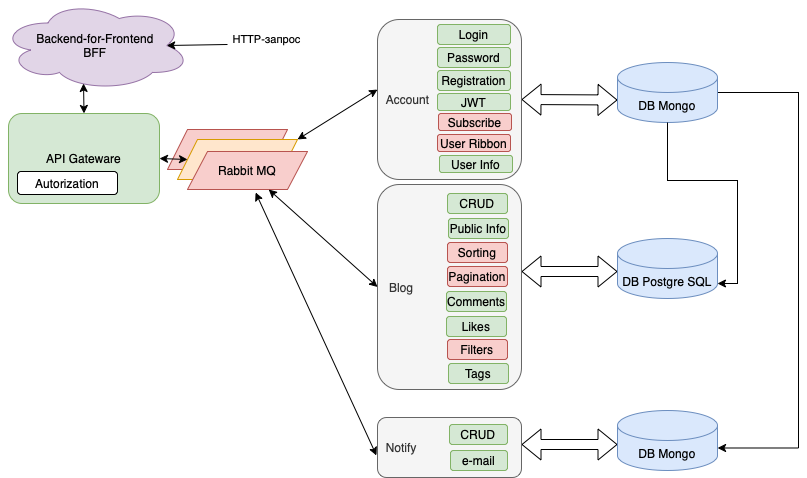 Backend-for-Frontend
BFF
HTTP-запрос
API Gateware
Autorization
Rabbit MQ
Account
Login
Password
Registration
JWT
Subscribe
User Ribbon
User Info
DB Mongo
Blog
CRUD
Public Info
Sorting
Pagination
Comments
Likes
Filters
Tags
DB Postgre SQL
Notify
CRUD
e-mail
DB Mongo